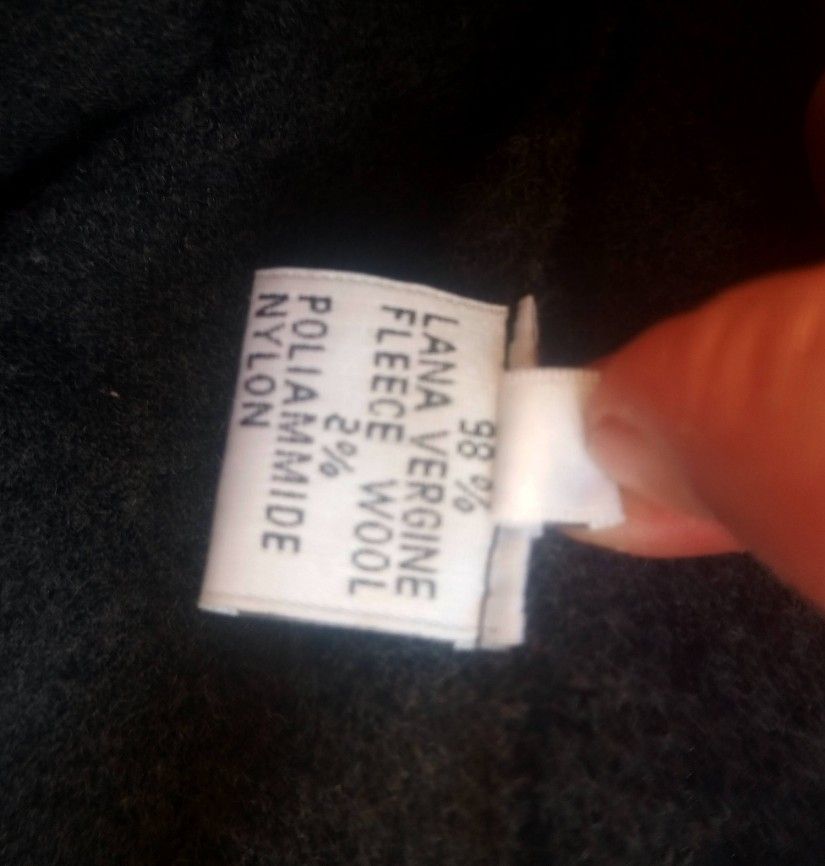 98 %
LANA VERGINE
FLEECE WOOL
2%
POLIAMMIDE
NYLON